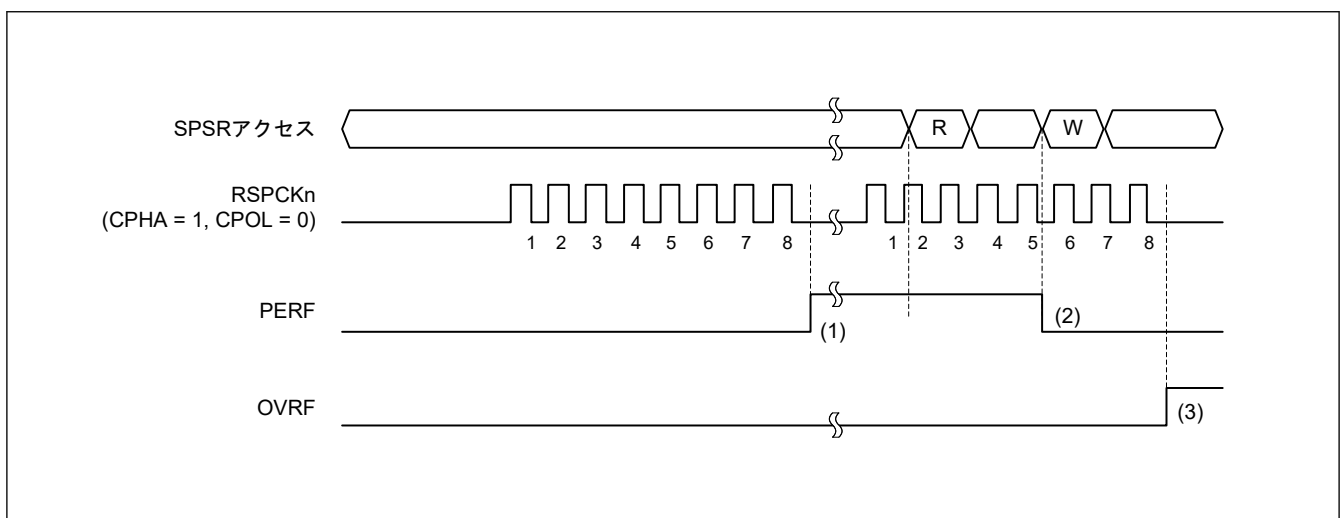 SPSRアクセス
R
W
RSPCKn
(CPHA = 1, CPOL = 0)
1 2 3 4 5 6 7 8 1 2 3 4 5 6 7 8
PERF
(1)
(2)
OVRF
(3)